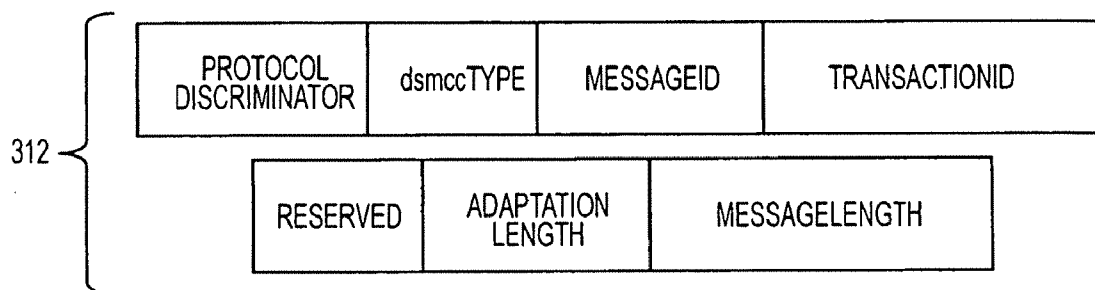 PROTOCOL
DISCRIMINATOR
dsmccTYPE
MESSAGEID
TRANSACTIONID
312
RESERVED
ADAPTATION
LENGTH
MESSAGELENGTH